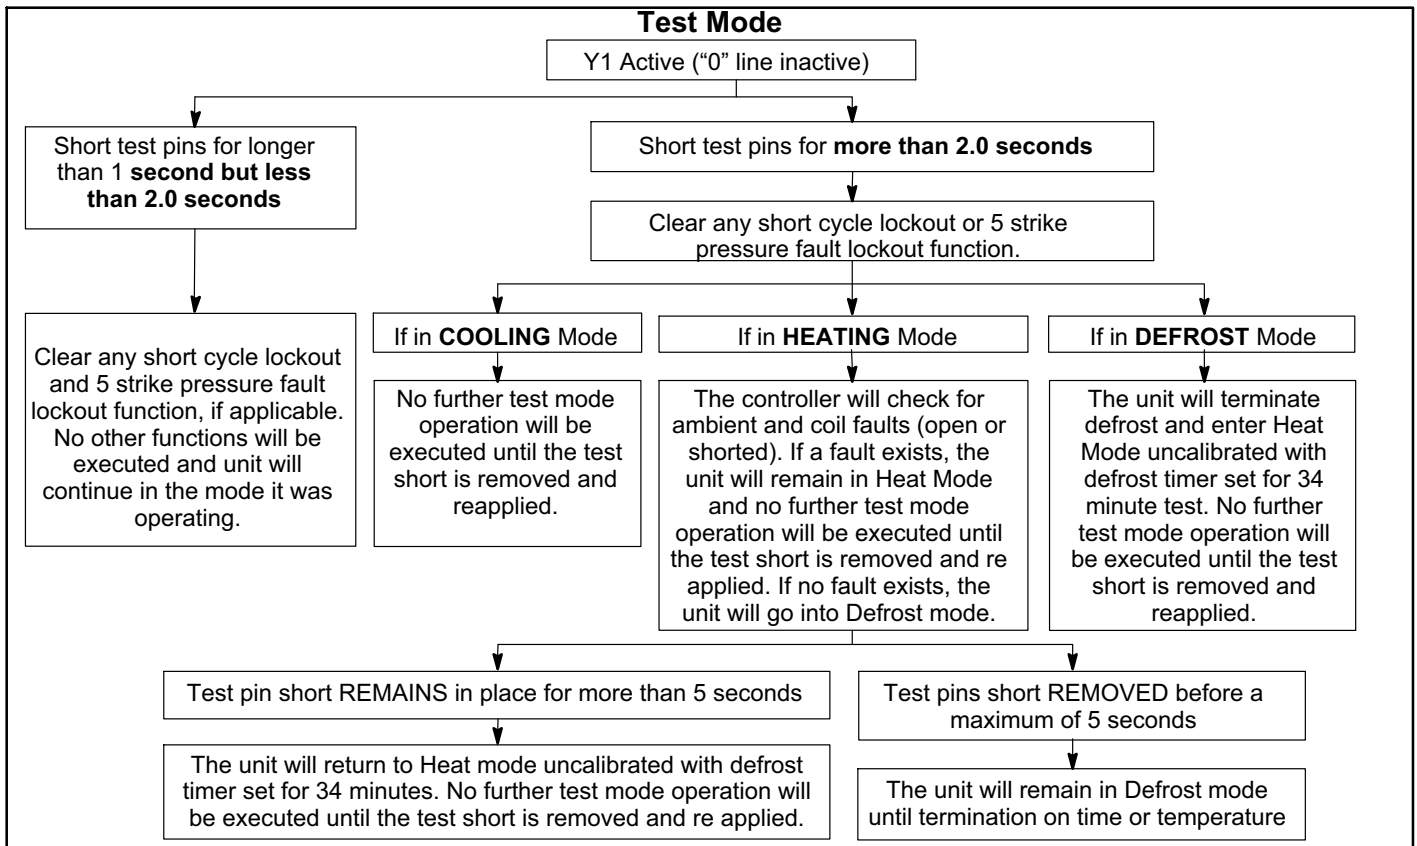 Test Mode
Y1 Active (“0” line inactive)
Short test pins for longer
than 1 second but less
than 2.0 seconds
Short test pins for more than 2.0 seconds
Clear any short cycle lockout or 5 strike
pressure fault lockout function.
Clear any short cycle lockout
and 5 strike pressure fault
lockout function, if applicable.
No other functions will be
executed and unit will
continue in the mode it was
operating.
If in COOLING Mode
No further test mode
operation will be
executed until the test
short is removed and
reapplied.
If in HEATING Mode
The controller will check for
ambient and coil faults (open or
shorted). If a fault exists, the
unit will remain in Heat Mode
and no further test mode
operation will be executed until
the test short is removed and re
applied. If no fault exists, the
unit will go into Defrost mode.
If in DEFROST Mode
The unit will terminate
defrost and enter Heat
Mode uncalibrated with
defrost timer set for 34
minute test. No further
test mode operation will
be executed until the test
short is removed and
reapplied.
Test pin short REMAINS in place for more than 5 seconds
The unit will return to Heat mode uncalibrated with defrost
timer set for 34 minutes. No further test mode operation will
be executed until the test short is removed and re applied.
Test pins short REMOVED before a
maximum of 5 seconds
The unit will remain in Defrost mode
until termination on time or temperature